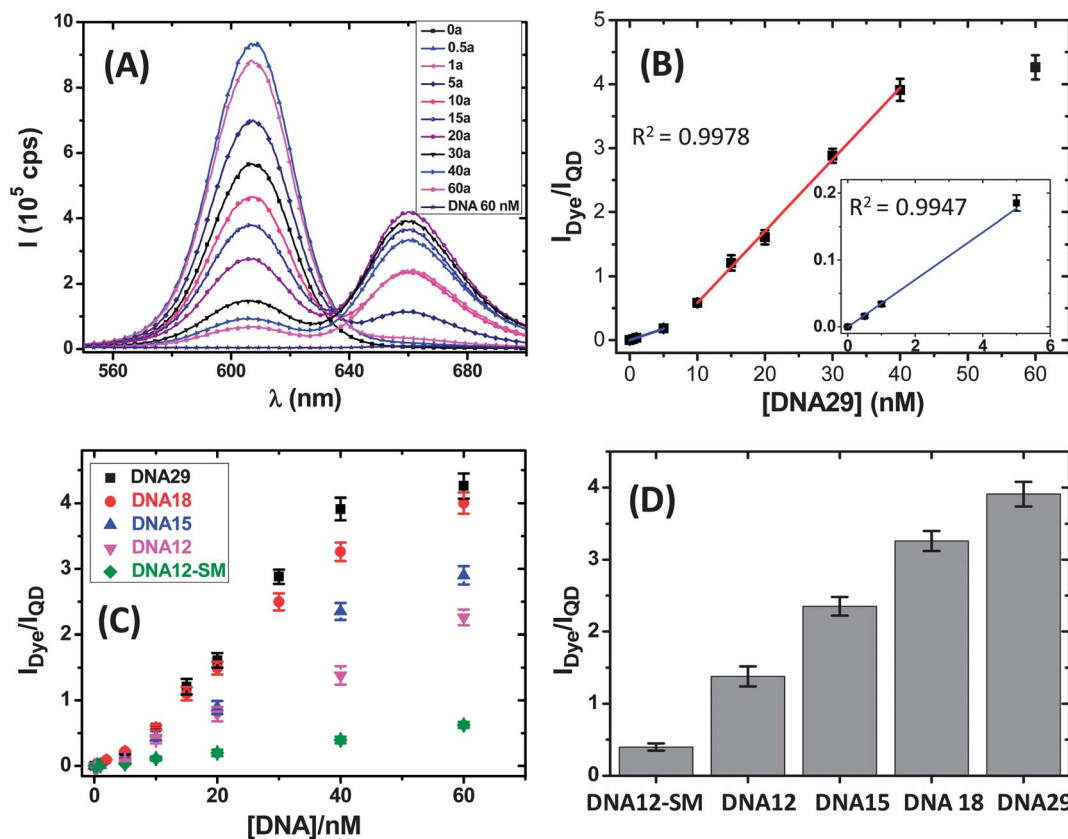 (A)
10
8
6
4
2
0
I (10⁵ cps)
560 600 640 680
λ (nm)
0a
0.5a
1a
5a
10a
15a
20a
30a
40a
60a
DNA 60 nM
(B)
5
4
3
2
1
0
I_Dye/I_QD
R² = 0.9978
0 10 20 30 40 50 60
[DNA29] (nM)
R² = 0.9947
0.2
0.1
0.0
0 2 4 6
(C)
DNA29
DNA18
DNA15
DNA12
DNA12-SM
4
3
2
1
0
I_Dye/I_QD
0 20 40 60
[DNA]/nM
(D)
4
3
2
1
0
I_Dye/I_QD
DNA12-SM DNA12 DNA15 DNA 18 DNA29